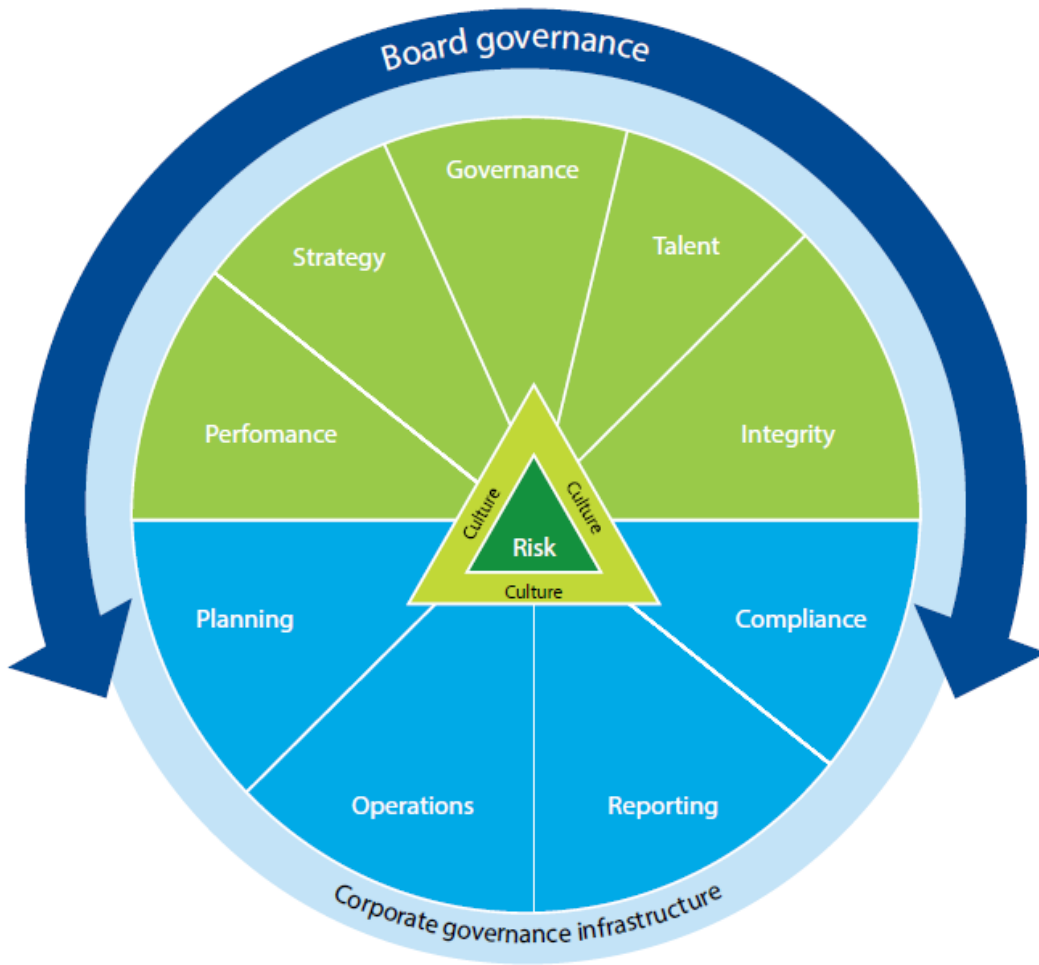 Board governance
Governance
Strategy
Talent
Perfomance
Integrity
Culture
Culture
Risk
Culture
Planning
Compliance
Operations
Reporting
Corporate governance infrastructure